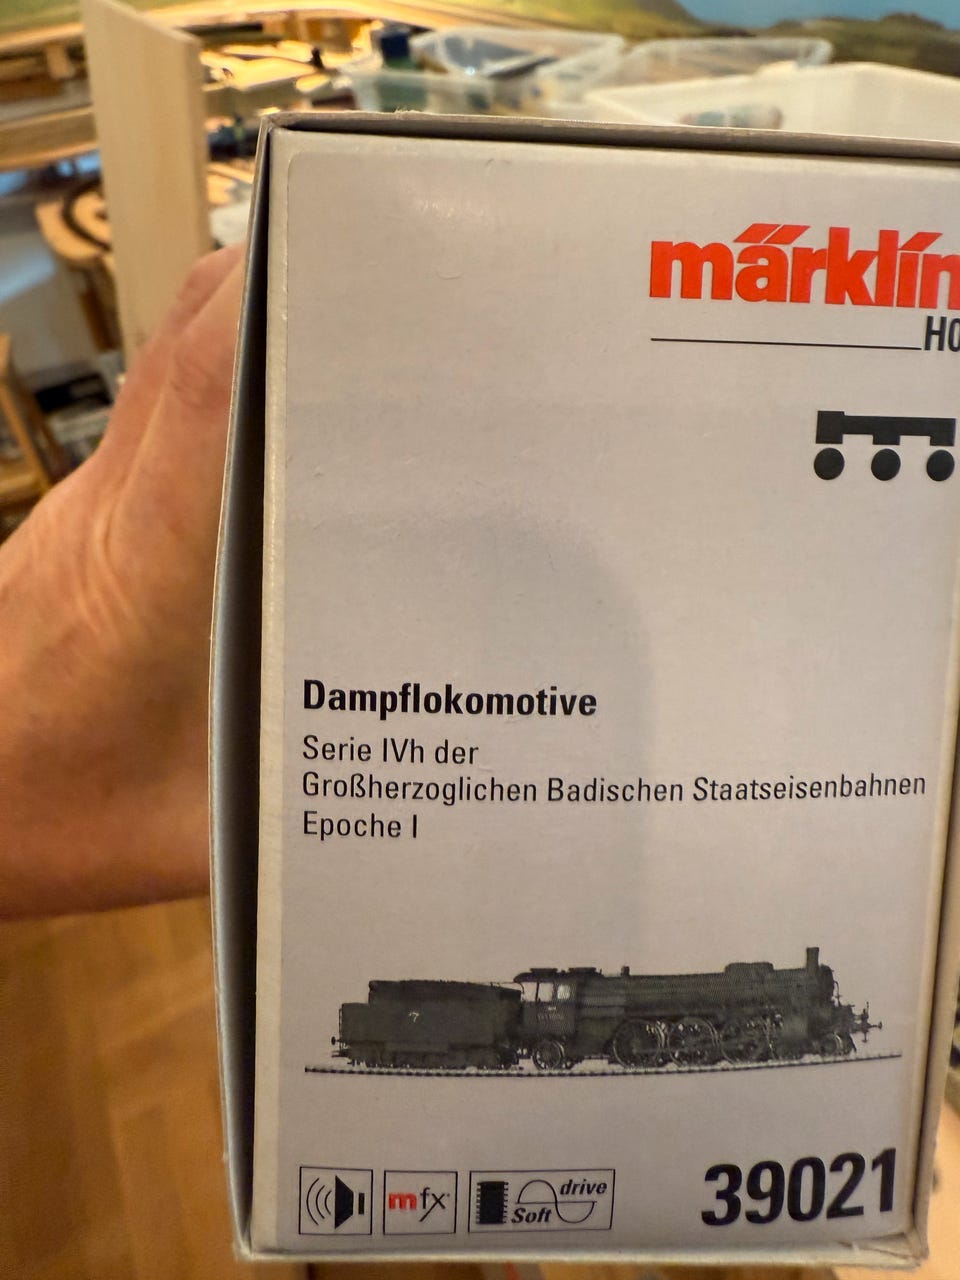 märklin
H0
Dampflokomotive
Serie IVh der
Großherzoglichen Badischen Staatseisenbahnen
Epoche I
mfx
Soft drive
39021